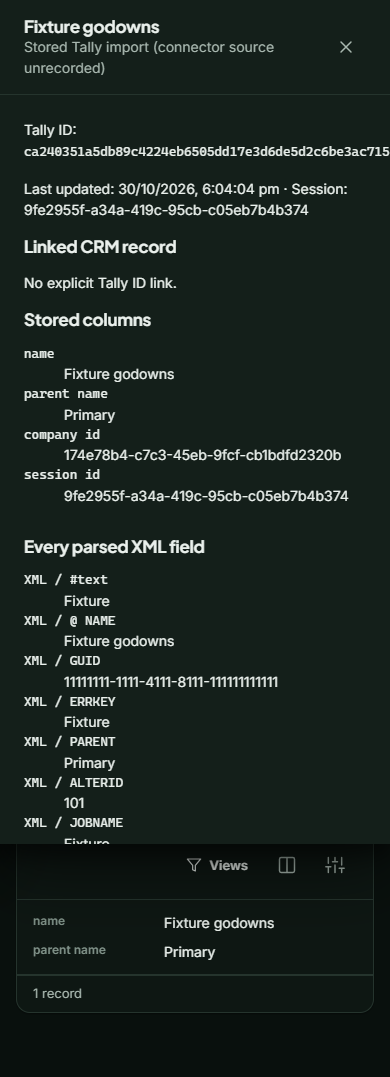 Fixture godowns
Stored Tally import (connector source
unrecorded)
Tally ID:
ca240351a5db89c4224eb6505dd17e3d6de5d2c6be3ac715
Last updated: 30/10/2026, 6:04:04 pm · Session:
9fe2955f-a34a-419c-95cb-c05eb7b4b374
Linked CRM record
No explicit Tally ID link.
Stored columns
name
Fixture godowns
parent name
Primary
company id
174e78b4-c7c3-45eb-9fcf-cb1bdfd2320b
session id
9fe2955f-a34a-419c-95cb-c05eb7b4b374
Every parsed XML field
XML / #text
Fixture
XML / @ NAME
Fixture godowns
XML / GUID
11111111-1111-4111-8111-111111111111
XML / ERRKEY
Fixture
XML / PARENT
Primary
XML / ALTERID
101
XML / JOBNAME
Fixture
Views
name
Fixture godowns
parent name
Primary
1 record